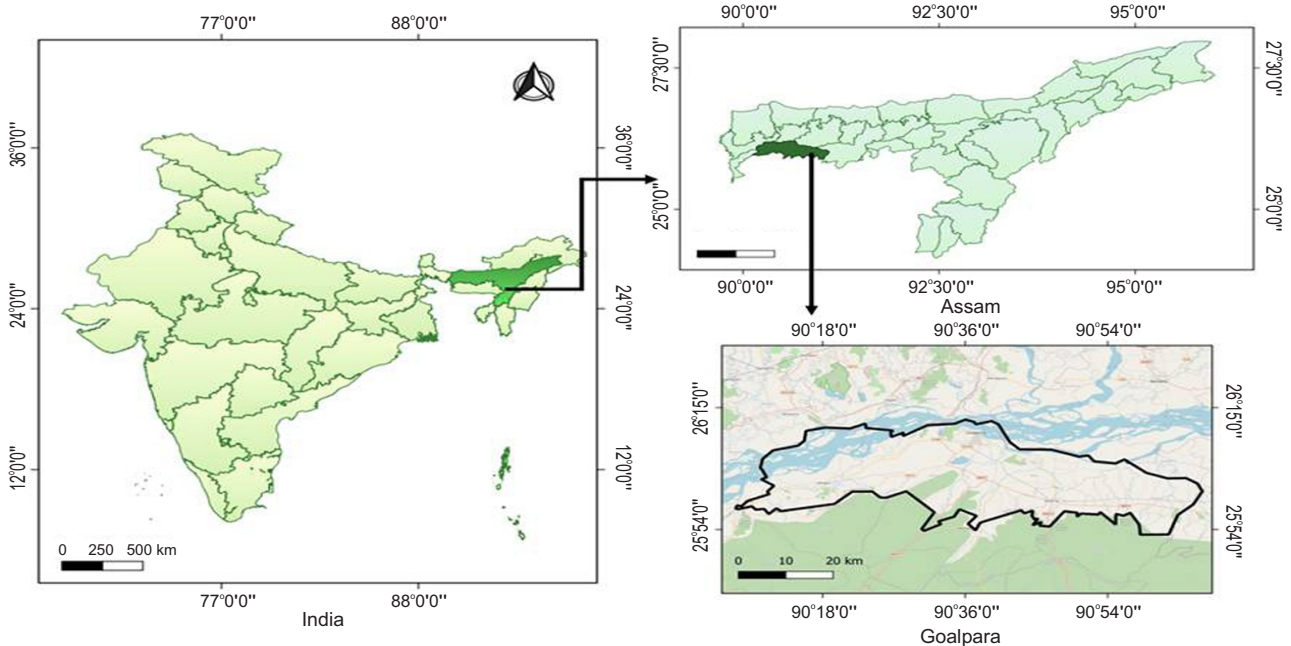 77°0'0" 88°0'0"
36°0'0" 36°0'0"
24°0'0" 24°0'0"
12°0'0" 12°0'0"
0 250 500 km
77°0'0" 88°0'0"
India
90°0'0" 92°30'0" 95°0'0"
27°30'0" 27°30'0"
25°0'0" 25°0'0"
90°0'0" 92°30'0" 95°0'0"
Assam
90°18'0" 90°36'0" 90°54'0"
26°15'0" 26°15'0"
25°54'0" 25°54'0"
0 10 20 km
90°18'0" 90°36'0" 90°54'0"
Goalpara